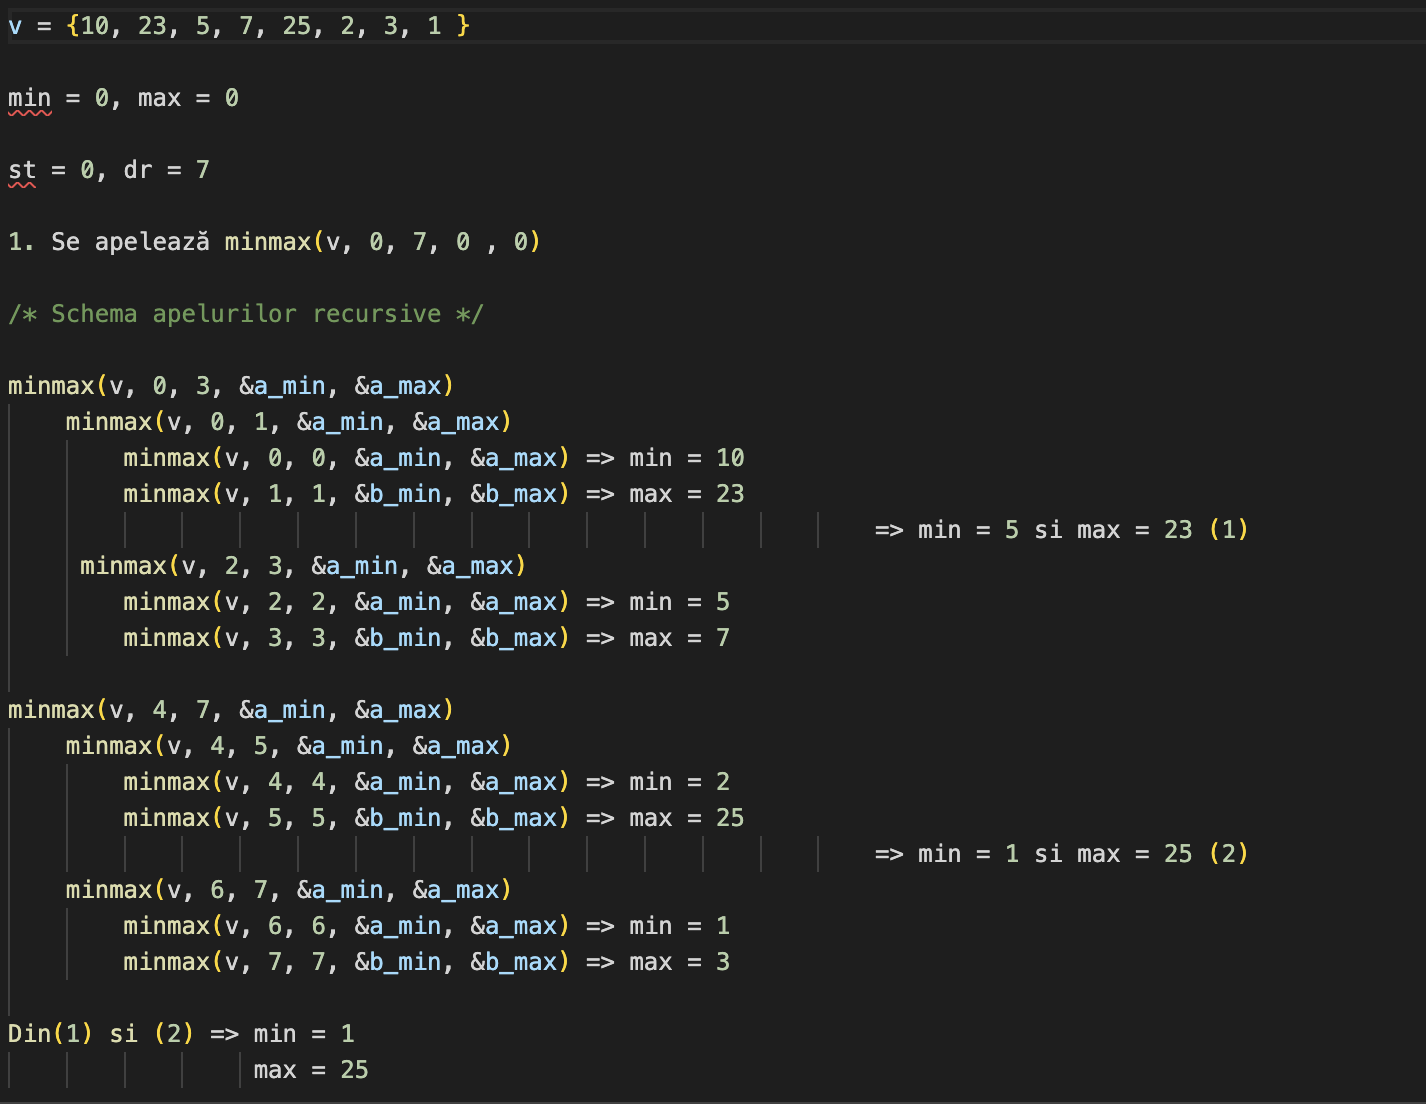 v = {10, 23, 5, 7, 25, 2, 3, 1 }
min = 0, max = 0
st = 0, dr = 7
1. Se apelează minmax(v, 0, 7, 0 , 0)
/* Schema apelurilor recursive */
minmax(v, 0, 3, &a_min, &a_max)
minmax(v, 0, 1, &a_min, &a_max)
minmax(v, 0, 0, &a_min, &a_max) => min = 10
minmax(v, 1, 1, &b_min, &b_max) => max = 23
=> min = 5 si max = 23 (1)
minmax(v, 2, 3, &a_min, &a_max)
minmax(v, 2, 2, &a_min, &a_max) => min = 5
minmax(v, 3, 3, &b_min, &b_max) => max = 7
minmax(v, 4, 7, &a_min, &a_max)
minmax(v, 4, 5, &a_min, &a_max)
minmax(v, 4, 4, &a_min, &a_max) => min = 2
minmax(v, 5, 5, &b_min, &b_max) => max = 25
=> min = 1 si max = 25 (2)
minmax(v, 6, 7, &a_min, &a_max)
minmax(v, 6, 6, &a_min, &a_max) => min = 1
minmax(v, 7, 7, &b_min, &b_max) => max = 3
Din(1) si (2) => min = 1
max = 25